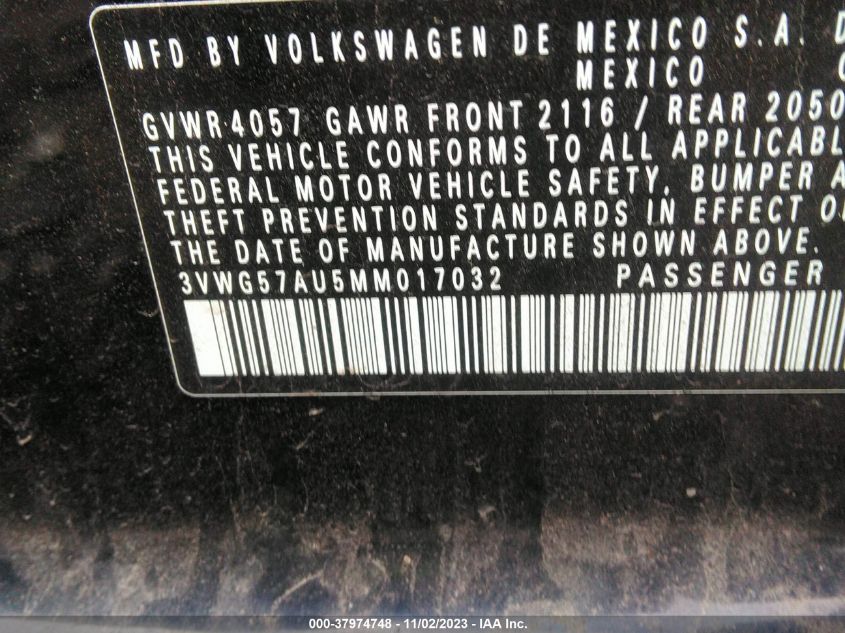 MFD BY VOLKSWAGEN DE MEXICO S.A.
MEXICO
GVWR 4057 GAWR FRONT 2116 / REAR 2050
THIS VEHICLE CONFORMS TO ALL APPLICABL
FEDERAL MOTOR VEHICLE SAFETY, BUMPER A
THEFT PREVENTION STANDARDS IN EFFECT O
THE DATE OF MANUFACTURE SHOWN ABOVE.
3VWG57AU5MM017032 PASSENGER
000-37974748 - 11/02/2023 - IAA Inc.